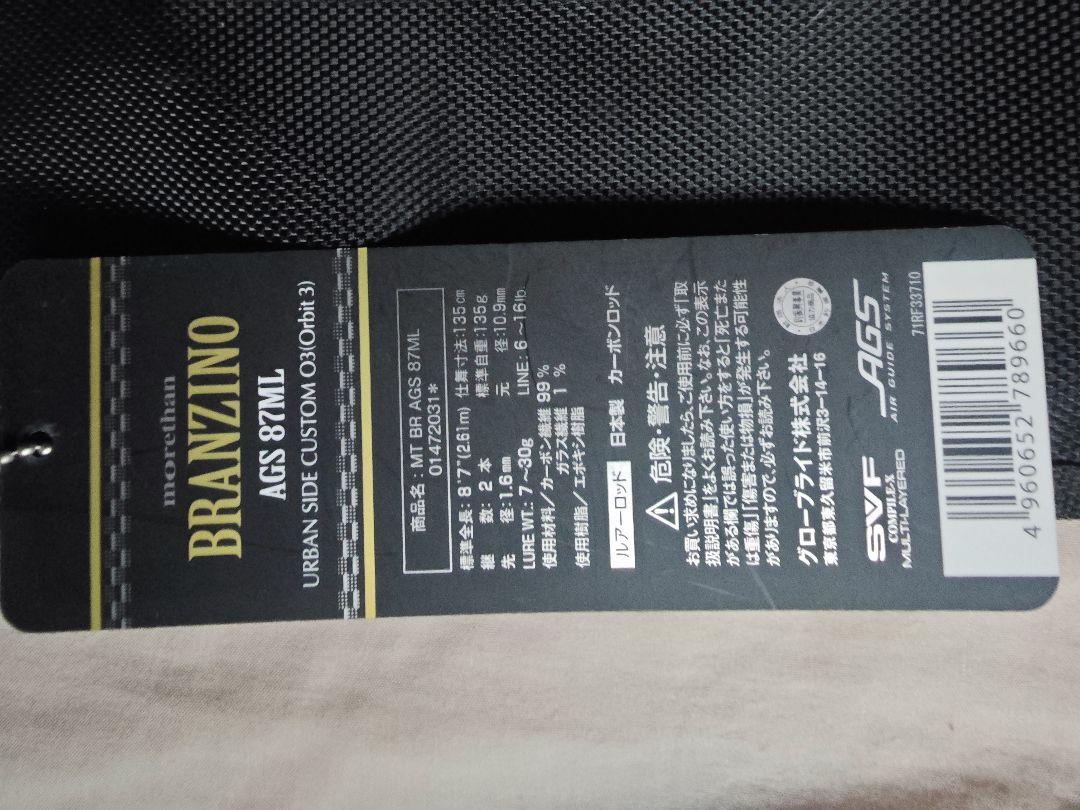 morethan
BRANZINO
AGS 87ML
URBAN SIDE CUSTOM O3(Orbit 3)
商品名:MT BR AGS 87ML
01472031*
標準全長:8'7"(2.61m) 仕舞寸法:135cm
継 数:2 本 標準自重:135g
先 径:1.6mm 元 径:10.9mm
LURE WT.:7~30g LINE:6~16lb.
使用材料/カーボン繊維 99%
ガラス繊維 1%
使用樹脂/エポキシ樹脂
ルアーロッド 日本製 カーボンロッド
危険・警告・注意
お買い求めになりましたら、ご使用前に必ず「取
扱説明書」をよくお読み下さい。なお、この表示
がある欄では誤った使い方をすると「死亡また
は重傷」「傷害または物損」が発生する可能性
がありますので、必ずお読み下さい。
グローブライド株式会社
東京都東久留米市前沢3-14-16
SVF
COMPILE-X
MULTI-LAYERED
AGS
AIR GUIDE SYSTEM
71RF33710
4960652789660